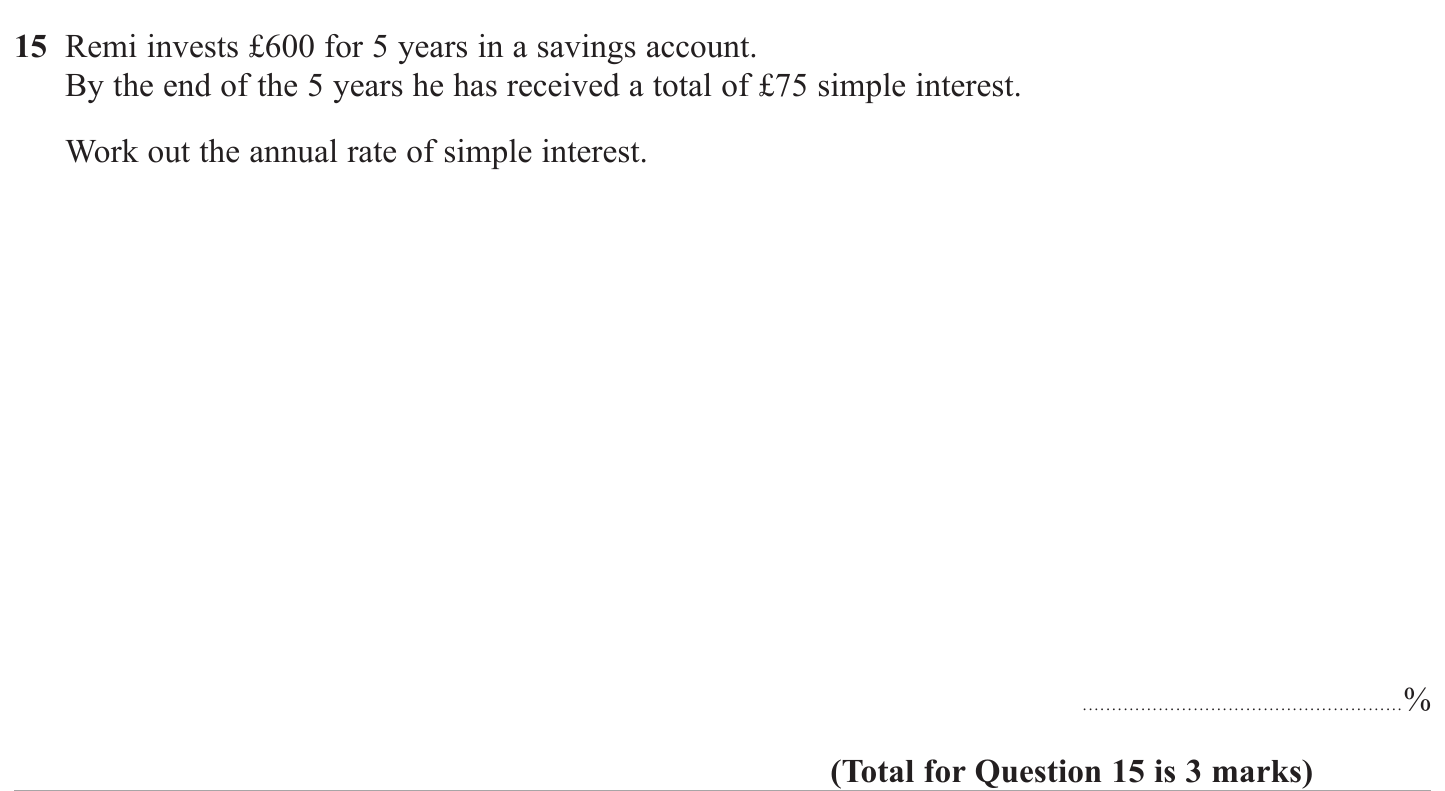 15 Remi invests £600 for 5 years in a savings account.
By the end of the 5 years he has received a total of £75 simple interest.
Work out the annual rate of simple interest.
........................................................%
(Total for Question 15 is 3 marks)